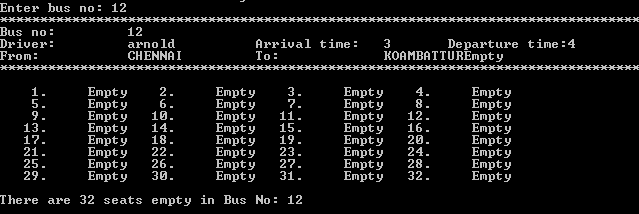 Enter bus no: 12
********************************************************************************
Bus no: 12
Driver: arnold Arrival time: 3 Departure time:4
From: CHENNAI To: KOAMBATTUREmpty
********************************************************************************
1. Empty 2. Empty 3. Empty 4. Empty
5. Empty 6. Empty 7. Empty 8. Empty
9. Empty 10. Empty 11. Empty 12. Empty
13. Empty 14. Empty 15. Empty 16. Empty
17. Empty 18. Empty 19. Empty 20. Empty
21. Empty 22. Empty 23. Empty 24. Empty
25. Empty 26. Empty 27. Empty 28. Empty
29. Empty 30. Empty 31. Empty 32. Empty
There are 32 seats empty in Bus No: 12